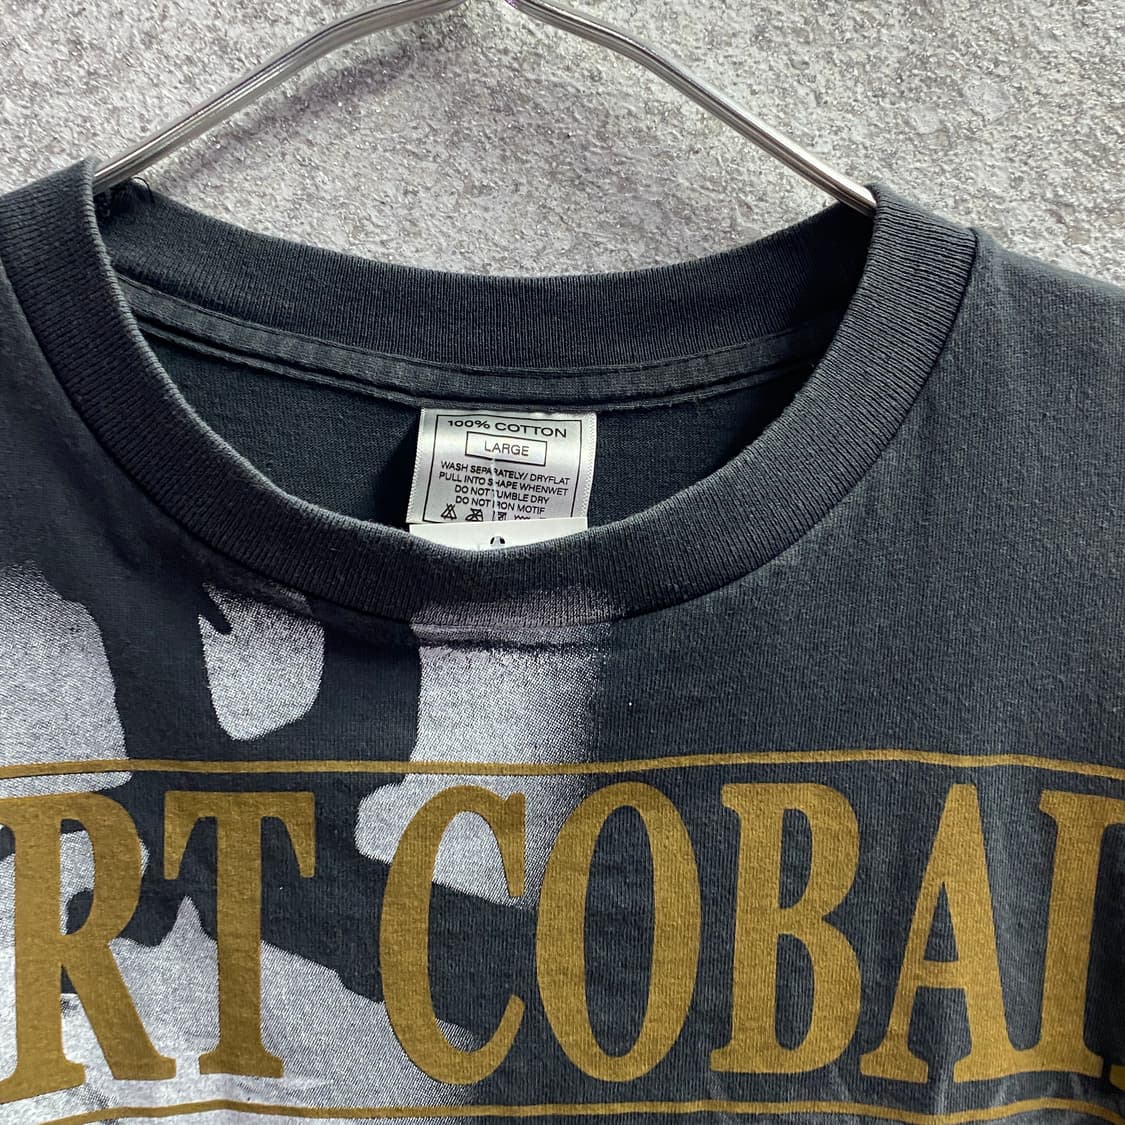 100% COTTON
LARGE
WASH SEPARATELY/ DRYFLAT
PULL INTO SHAPE WHENWET
DO NOT TUMBLE DRY
DO NOT IRON MOTIF
RT COBA